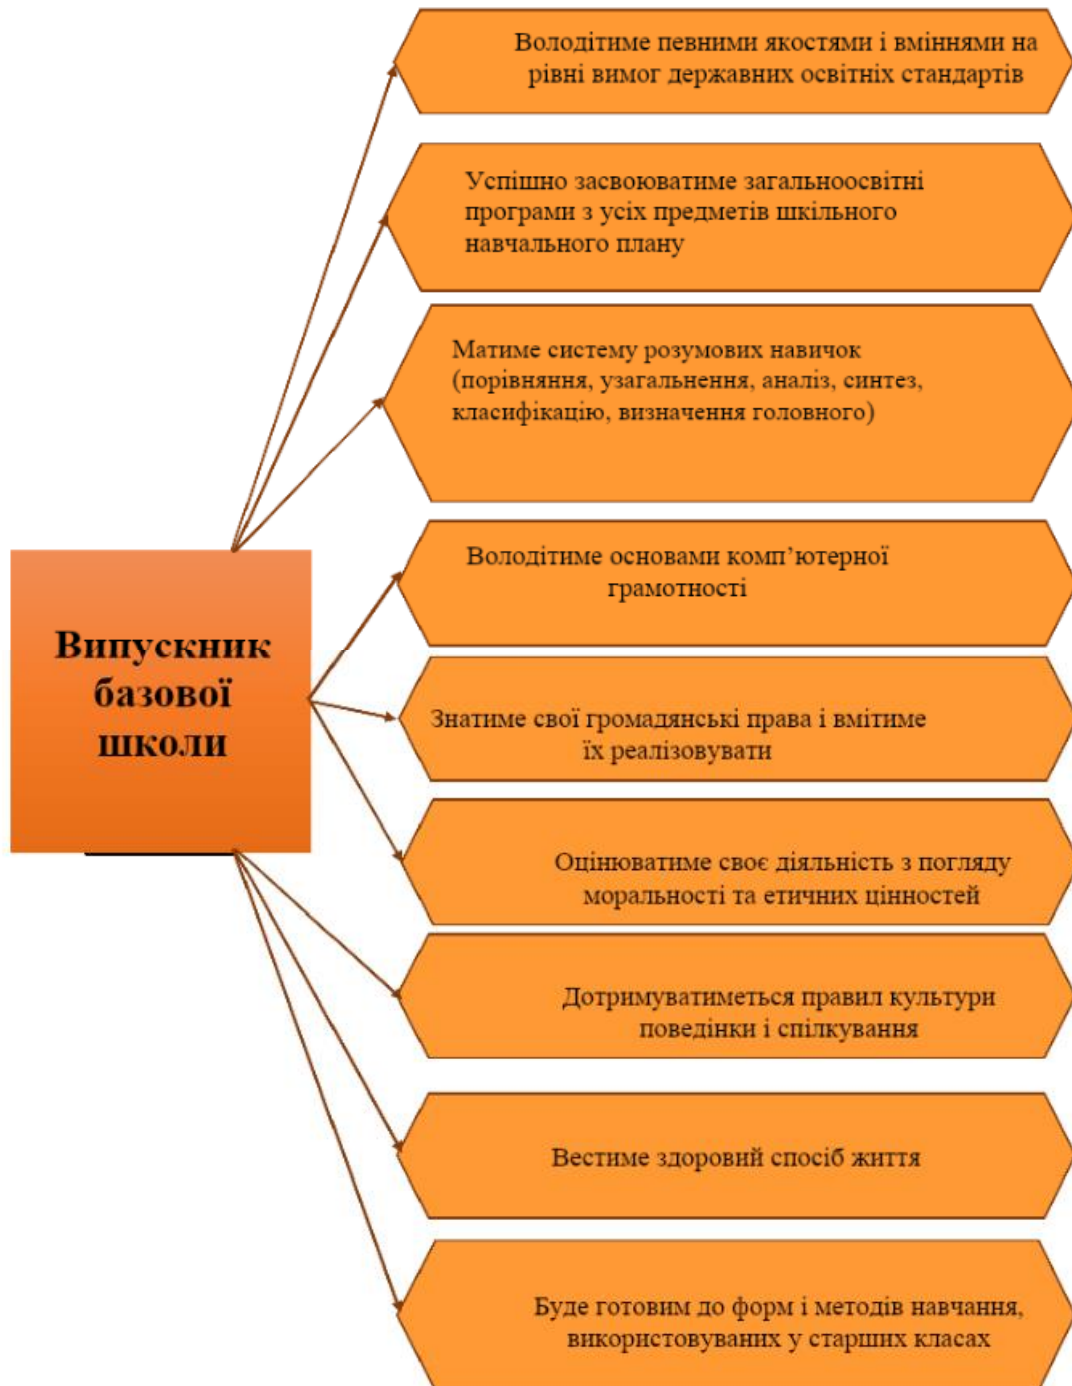 Володітиме певними якостями і вміннями на
рівні вимог державних освітніх стандартів
Успішно засвоюватиме загальноосвітні
програми з усіх предметів шкільного
навчального плану
Матиме систему розумових навичок
(порівняння, узагальнення, аналіз, синтез,
класифікацію, визначення головного)
Володітиме основами комп’ютерної
грамотності
Випускник
базової
школи
Знатиме свої громадянські права і вмітиме
їх реалізовувати
Оцінюватиме своє діяльність з погляду
моральності та етичних цінностей
Дотримуватиметься правил культури
поведінки і спілкування
Вестиме здоровий спосіб життя
Буде готовим до форм і методів навчання,
використовуваних у старших класах